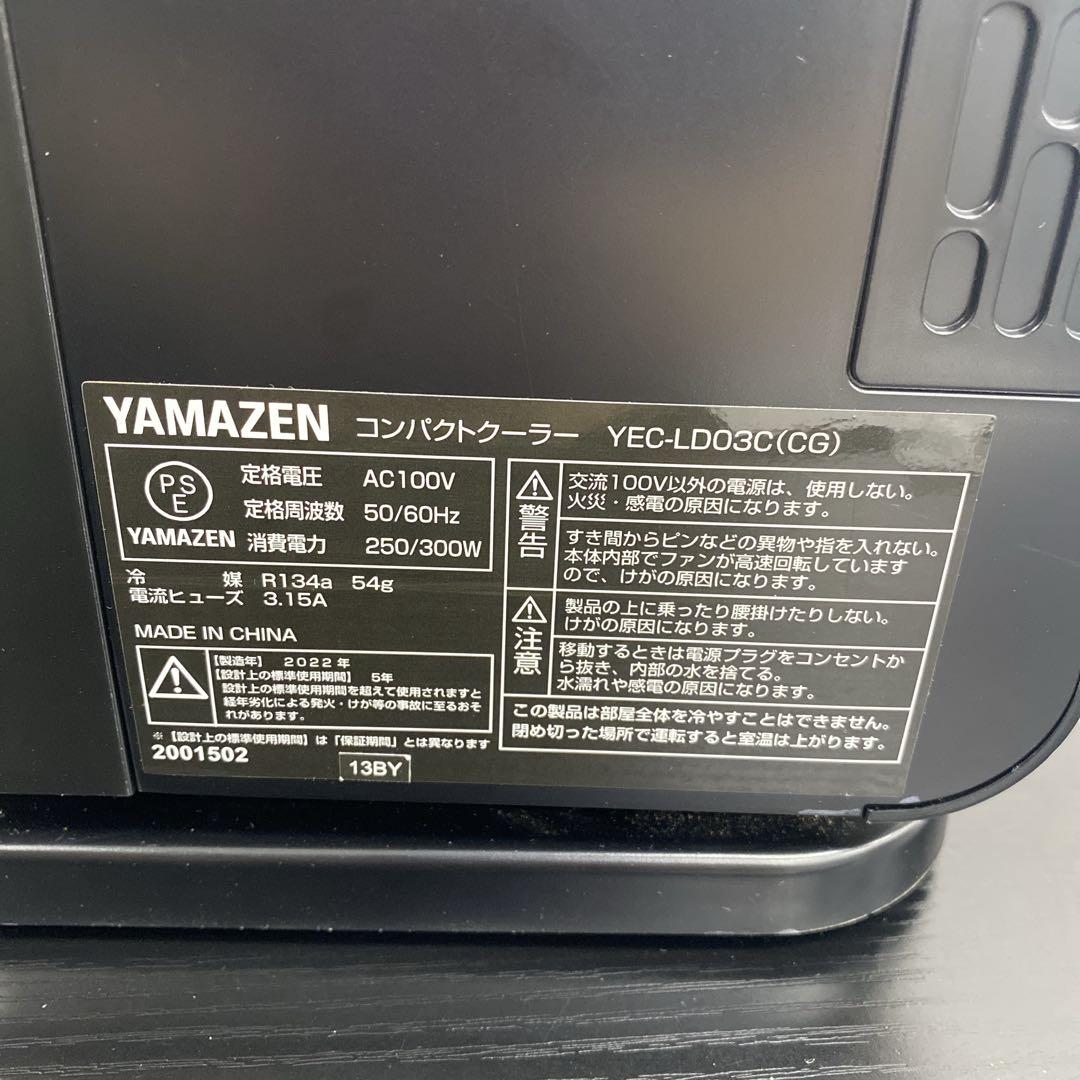 YAMAZEN コンパクトクーラー YEC-LD03C(CG)
PSE
YAMAZEN
定格電圧 AC100V
定格周波数 50/60Hz
消費電力 250/300W
冷 媒 R134a 54g
電流ヒューズ 3.15A
MADE IN CHINA
【製造年】 2022年
【設計上の標準使用期間】 5年
設計上の標準使用期間を超えて使用されますと
経年劣化による発火・けが等の事故に至るおそ
れがあります。
※【設計上の標準使用期間】は「保証期間」とは異なります
2001502
13BY
警告
交流100V以外の電源は、使用しない。
火災・感電の原因になります。
すき間からピンなどの異物や指を入れない。
本体内部でファンが高速回転しています
ので、けがの原因になります。
注意
製品の上に乗ったり腰掛けたりしない。
けがの原因になります。
移動するときは電源プラグをコンセントか
ら抜き、内部の水を捨てる。
水濡れや感電の原因になります。
この製品は部屋全体を冷やすことはできません。
閉め切った場所で運転すると室温は上がります。